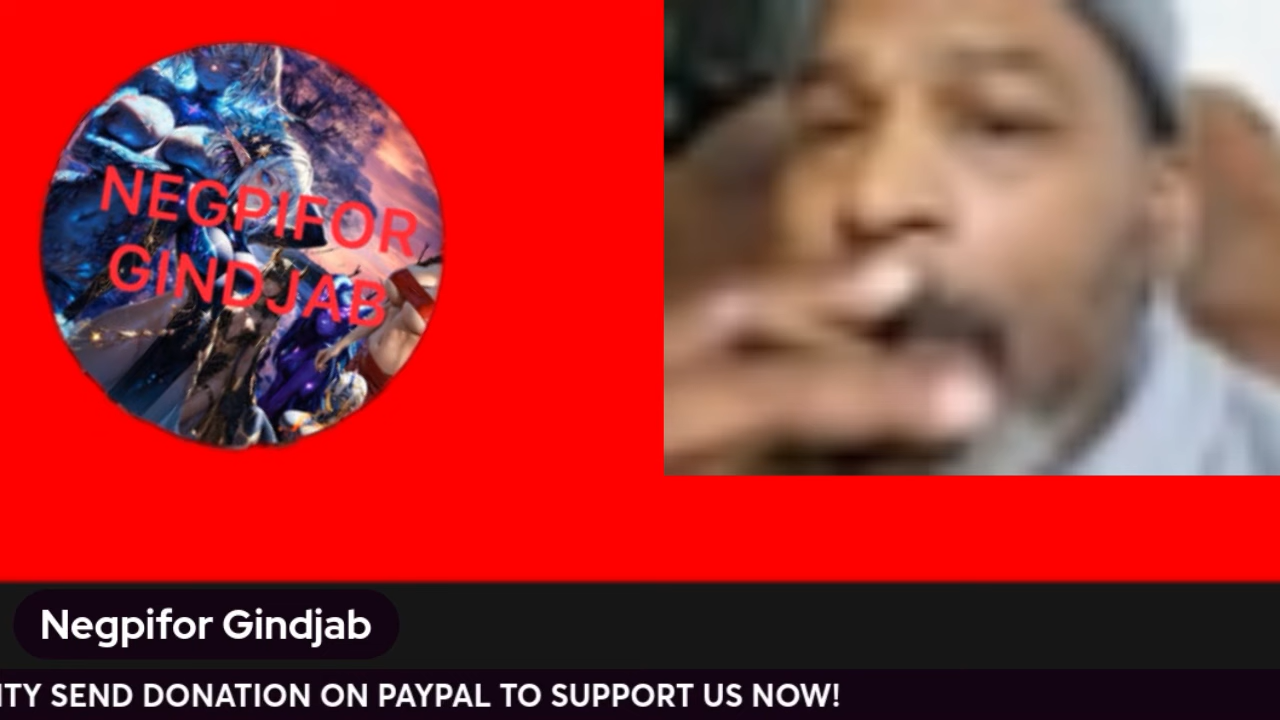 NEGPIFOR
GINDJAB
Negpifor Gindjab
ITY SEND DONATION ON PAYPAL TO SUPPORT US NOW!